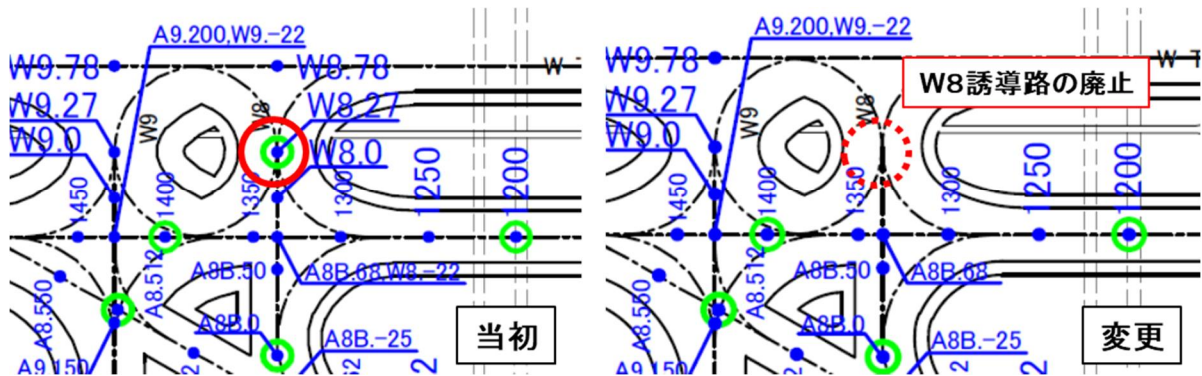 A9.200,W9.-22
W9.78
W8.78
W T
W9.27
W8
W8.27
W9
W9.0
W8.0
1450
1400
1350
1300
1250
1200
A8.512
A8B.50
A8B.68,W8.-22
A8.550
A8B.0
A8B.-25
A9.150
当初
A9.200,W9.-22
W9.78
W T
W8誘導路の廃止
W9.27
W8
W9
W9.0
1450
1400
1350
1300
1250
1200
A8.512
A8B.50
A8B.68
A8.550
A8B.0
A8B.-25
A9.150
変更